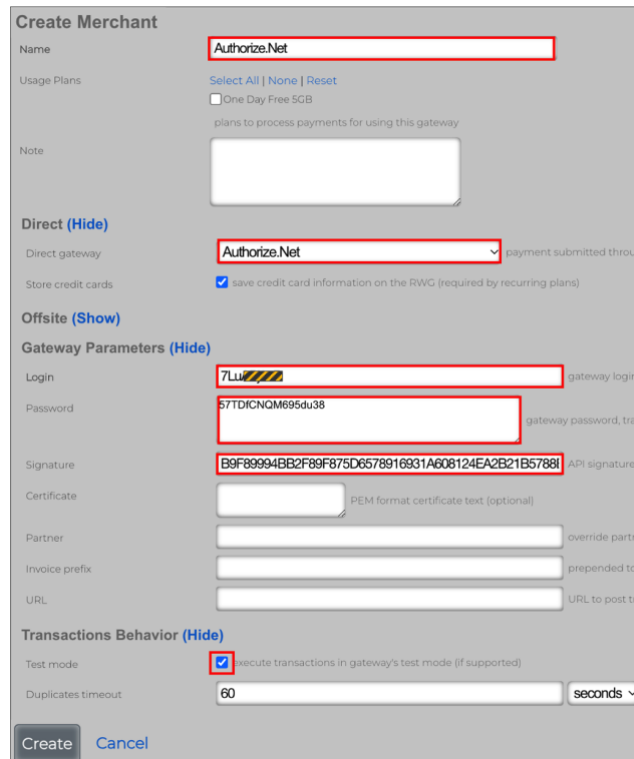 Create Merchant
Name Authorize.Net
Usage Plans Select All | None | Reset
One Day Free 5GB
plans to process payments for using this gateway
Note
Direct (Hide)
Direct gateway Authorize.Net payment submitted throu
Store credit cards save credit card information on the RWG (required by recurring plans)
Offsite (Show)
Gateway Parameters (Hide)
Login 7Lu gateway login
Password 57TDfCNQM695du38 gateway password, tra
Signature B9F89994BB2F89F875D6578916931A608124EA2B21B5788 API signature
Certificate PEM format certificate text (optional)
Partner override part
Invoice prefix prepended to
URL URL to post t
Transactions Behavior (Hide)
Test mode execute transactions in gateway's test mode (if supported)
Duplicates timeout 60 seconds
Create Cancel